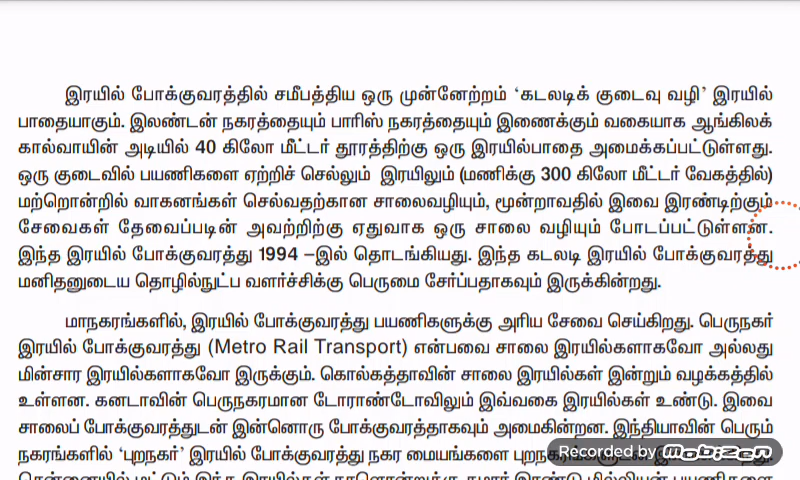 இரயில் போக்குவரத்தில் சமீபத்திய ஒரு முன்னேற்றம் ‘கடலடிக் குடைவு வழி’ இரயில்
பாதையாகும். இலண்டன் நகரத்தையும் பாரிஸ் நகரத்தையும் இணைக்கும் வகையாக ஆங்கிலக்
கால்வாயின் அடியில் 40 கிலோ மீட்டர் தூரத்திற்கு ஒரு இரயில்பாதை அமைக்கப்பட்டுள்ளது.
ஒரு குடைவில் பயணிகளை ஏற்றிச் செல்லும் இரயிலும் (மணிக்கு 300 கிலோ மீட்டர் வேகத்தில்)
மற்றொன்றில் வாகனங்கள் செல்வதற்கான சாலைவழியும், மூன்றாவதில் இவை இரண்டிற்கும்
சேவைகள் தேவைப்படின் அவற்றிற்கு ஏதுவாக ஒரு சாலை வழியும் போடப்பட்டுள்ளன.
இந்த இரயில் போக்குவரத்து 1994 –இல் தொடங்கியது. இந்த கடலடி இரயில் போக்குவரத்து
மனிதனுடைய தொழில்நுட்ப வளர்ச்சிக்கு பெருமை சேர்ப்பதாகவும் இருக்கின்றது.
மாநகரங்களில், இரயில் போக்குவரத்து பயணிகளுக்கு அரிய சேவை செய்கிறது. பெருநகர்
இரயில் போக்குவரத்து (Metro Rail Transport) என்பவை சாலை இரயில்களாகவோ அல்லது
மின்சார இரயில்களாகவோ இருக்கும். கொல்கத்தாவின் சாலை இரயில்கள் இன்றும் வழக்கத்தில்
உள்ளன. கனடாவின் பெருநகரமான டோராண்டோவிலும் இவ்வகை இரயில்கள் உண்டு. இவை
சாலைப் போக்குவரத்துடன் இன்னொரு போக்குவரத்தாகவும் அமைகின்றன. இந்தியாவின் பெரும்
நகரங்களில் ‘புறநகர்’ இரயில் போக்குவரத்து நகர மையங்களை
Recorded by mobizen